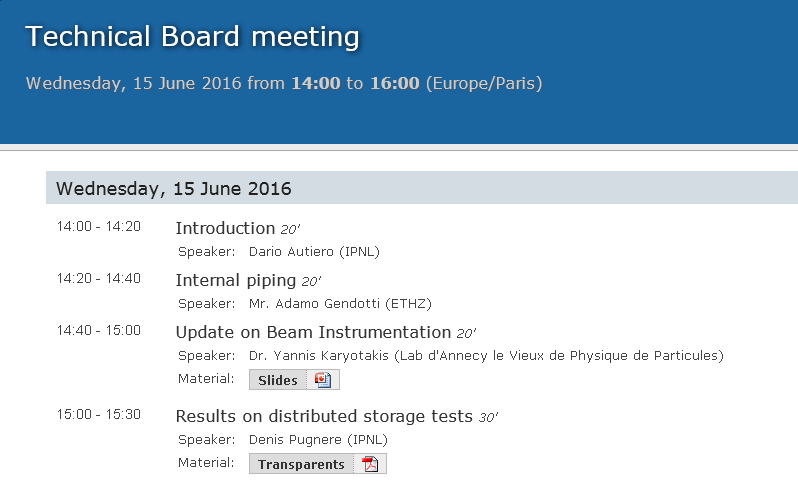 Technical Board meeting
Wednesday, 15 June 2016 from 14:00 to 16:00 (Europe/Paris)
Wednesday, 15 June 2016
14:00 - 14:20 Introduction 20'
Speaker: Dario Autiero (IPNL)
14:20 - 14:40 Internal piping 20'
Speaker: Mr. Adamo Gendotti (ETHZ)
14:40 - 15:00 Update on Beam Instrumentation 20'
Speaker: Dr. Yannis Karyotakis (Lab d'Annecy le Vieux de Physique de Particules)
Material: Slides
15:00 - 15:30 Results on distributed storage tests 30'
Speaker: Denis Pugnere (IPNL)
Material: Transparents